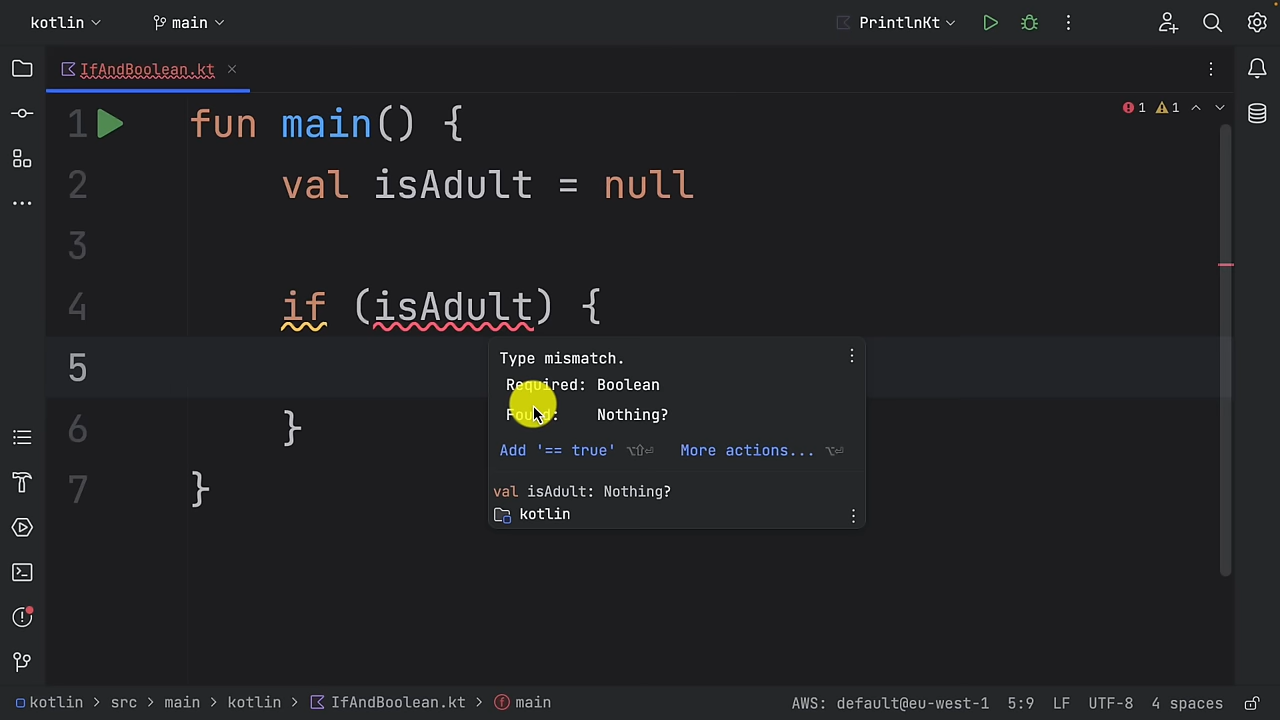 kotlin
main
PrintlnKt
IfAndBoolean.kt
1 fun main() {
1 1
2 val isAdult = null
3
4 if (isAdult) {
5
6 }
7 }
Type mismatch.
Required: Boolean
Found: Nothing?
Add '== true' ⌥⇧⏎ More actions... ⌥⏎
val isAdult: Nothing?
kotlin
kotlin > src > main > kotlin > IfAndBoolean.kt > main
AWS: default@eu-west-1 5:9 LF UTF-8 4 spaces